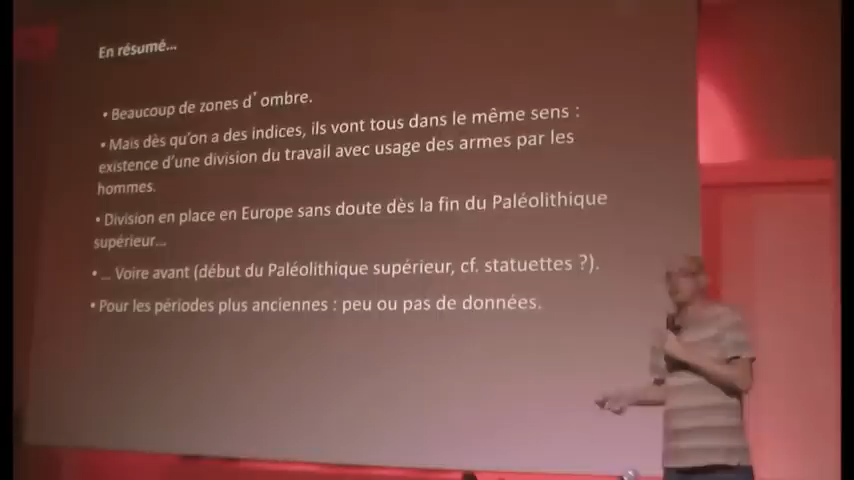 En résumé...
• Beaucoup de zones d' ombre.
• Mais dès qu'on a des indices, ils vont tous dans le même sens :
existence d'une division du travail avec usage des armes par les
hommes.
• Division en place en Europe sans doute dès la fin du Paléolithique
supérieur...
• ... Voire avant (début du Paléolithique supérieur, cf. statuettes ?).
• Pour les périodes plus anciennes : peu ou pas de données.